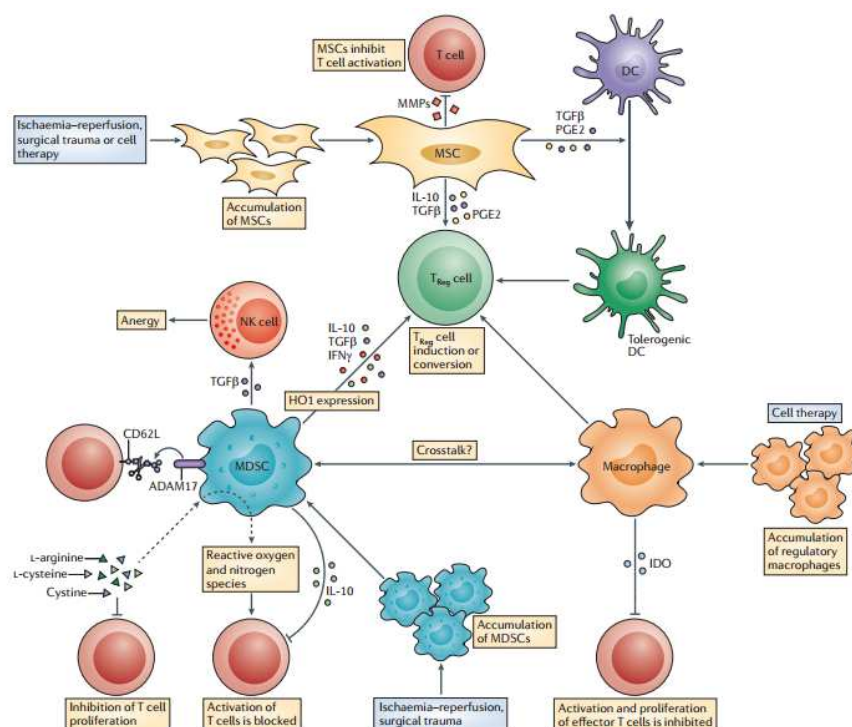 MSCs inhibit
T cell activation
T cell
DC
MMPs
TGFβ
PGE2
Ischaemia–reperfusion,
surgical trauma or cell
therapy
MSC
Accumulation
of MSCs
IL-10
TGFβ
PGE2
TReg cell
Tolerogenic
DC
NK cell
Anergy
IL-10
TGFβ
IFNγ
TReg cell
induction or
conversion
TGFβ
HO1 expression
CD62L
MDSC
ADAM17
Crosstalk?
Macrophage
Cell therapy
Accumulation
of regulatory
macrophages
L-arginine
L-cysteine
Cystine
Reactive oxygen
and nitrogen
species
IL-10
IDO
Accumulation
of MDSCs
Inhibition of T cell
proliferation
Activation of
T cells is blocked
Ischaemia–reperfusion,
surgical trauma
Activation and proliferation
of effector T cells is inhibited